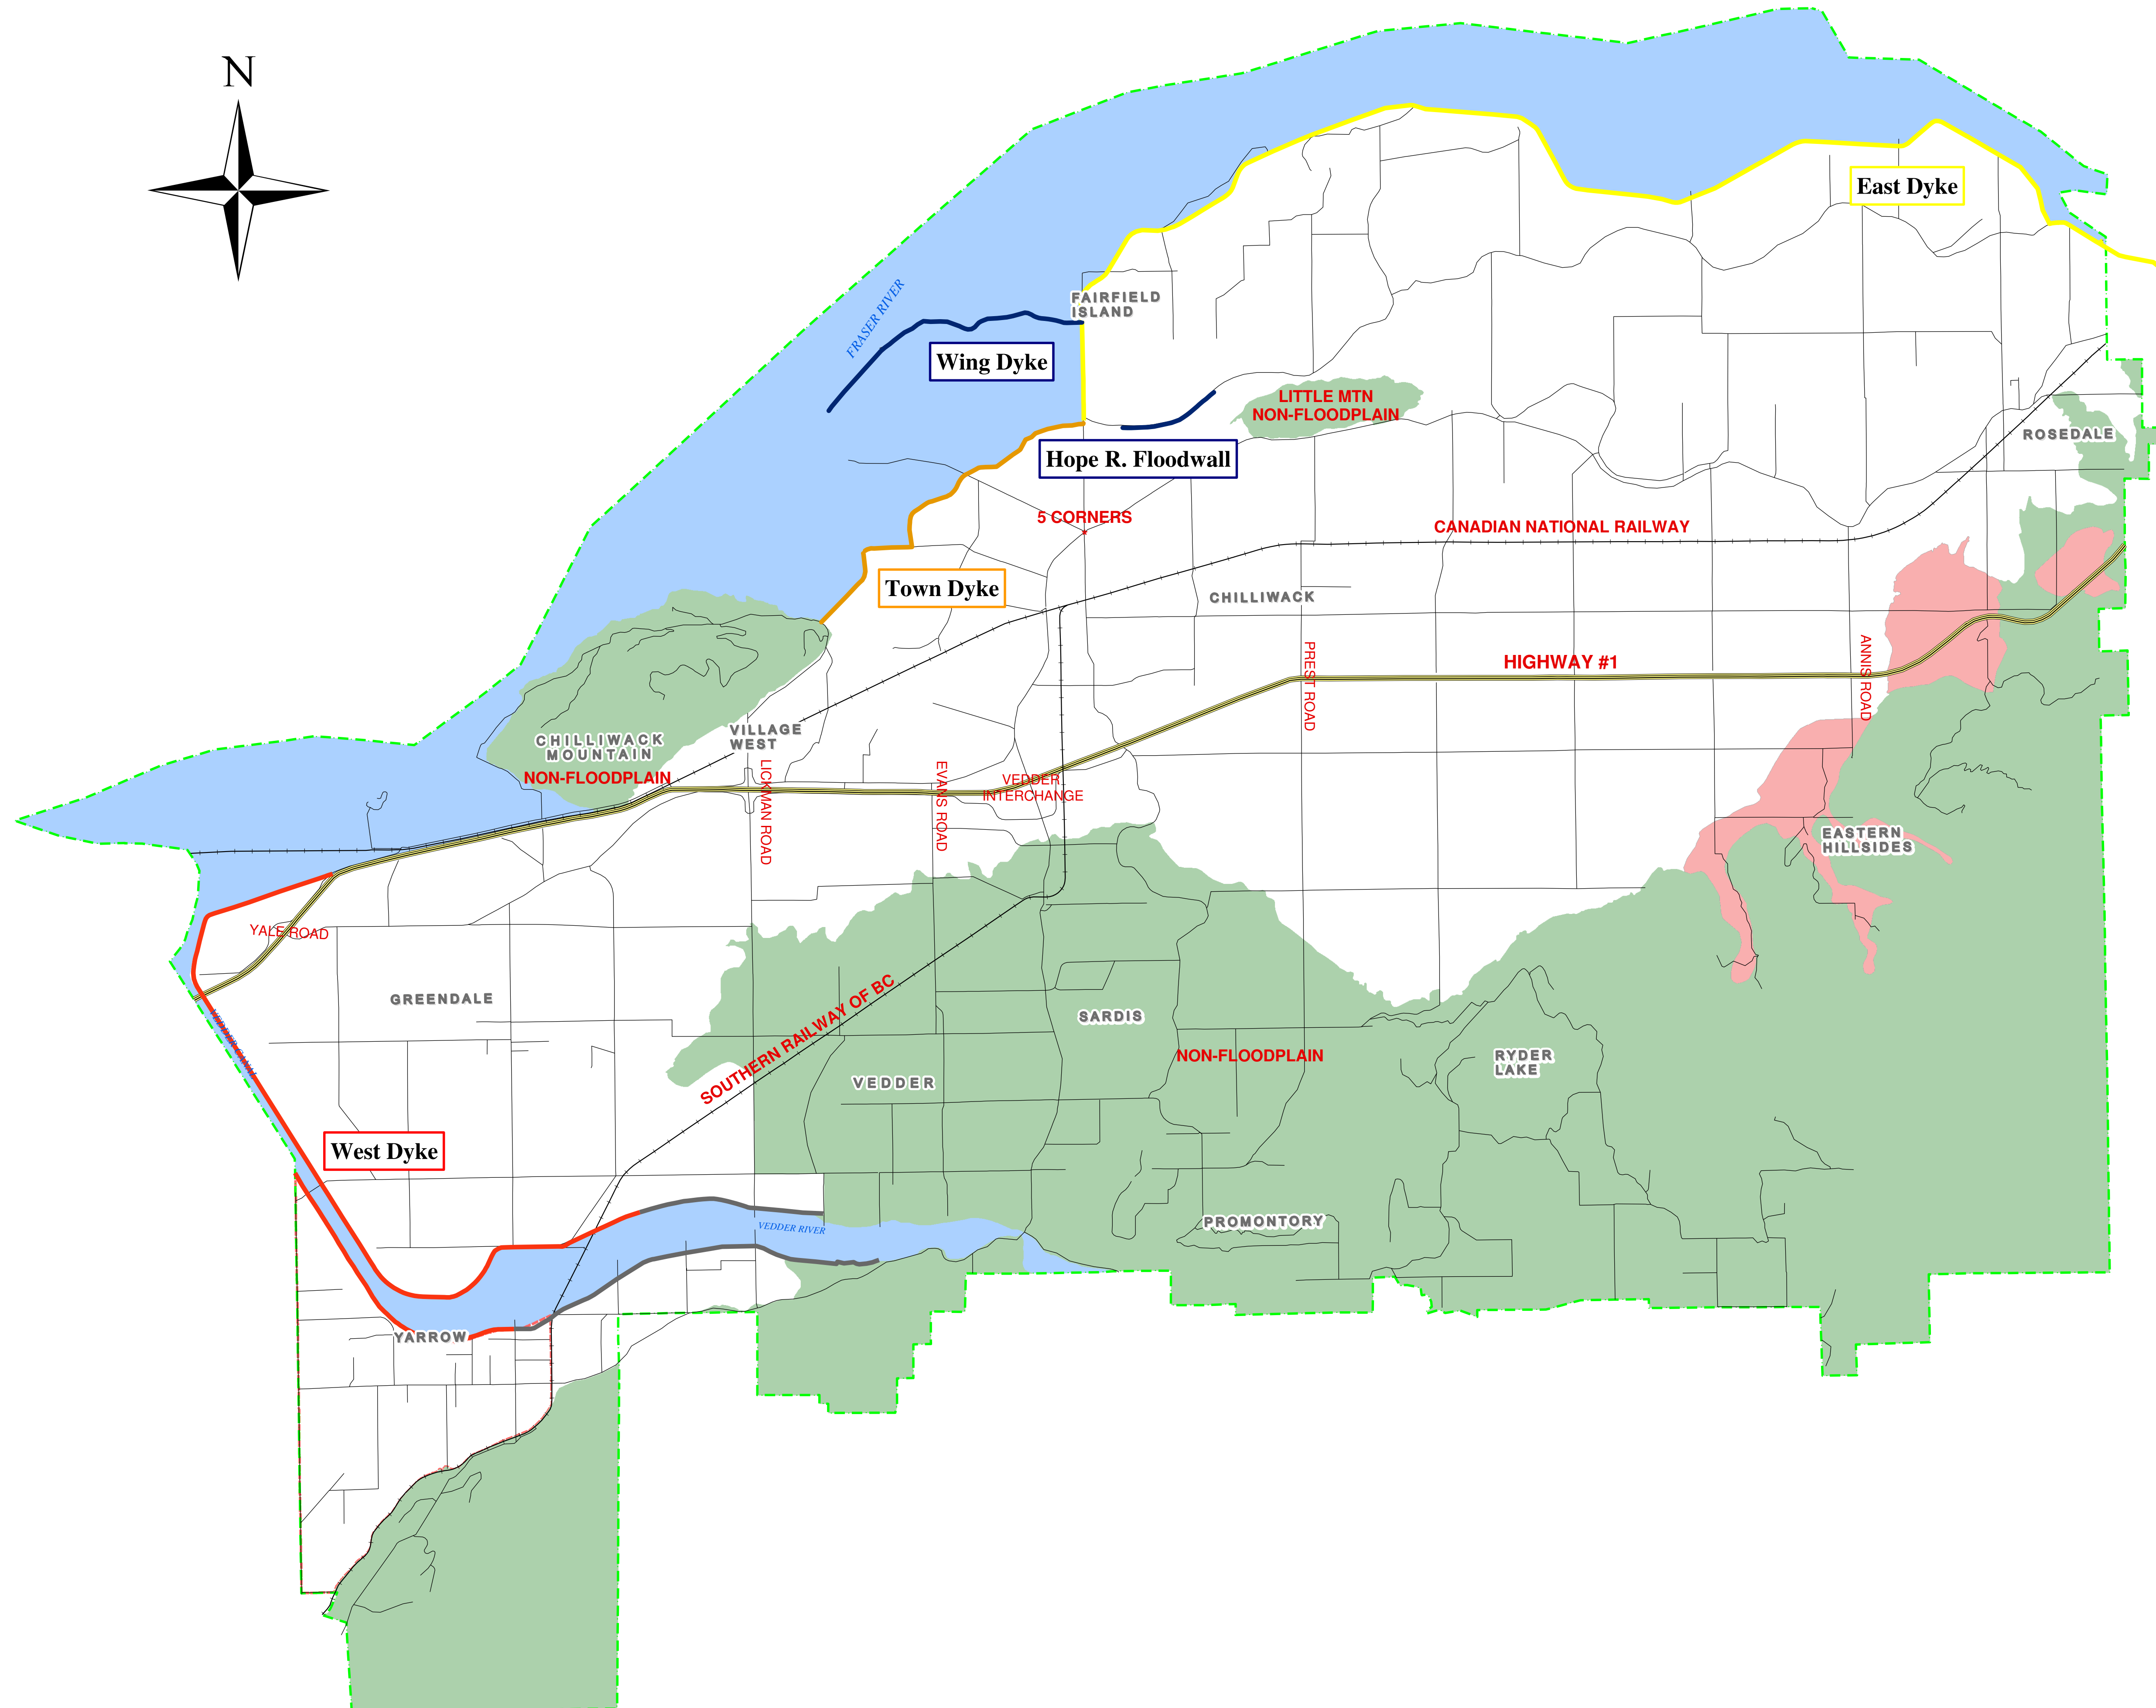 N
East Dyke
FRASER RIVER
FAIRFIELD
ISLAND
Wing Dyke
LITTLE MTN
NON-FLOODPLAIN
ROSEDALE
Hope R. Floodwall
5 CORNERS
CANADIAN NATIONAL RAILWAY
Town Dyke
CHILLIWACK
PREST ROAD
HIGHWAY #1
ANNIS ROAD
VILLAGE
WEST
CHILLIWACK
MOUNTAIN
NON-FLOODPLAIN
LICKMAN ROAD
EVANS ROAD
VEDDER
INTERCHANGE
EASTERN
HILLSIDES
YALE ROAD
GREENDALE
SOUTHERN RAILWAY OF BC
SARDIS
VEDDER CANAL
NON-FLOODPLAIN
RYDER
LAKE
VEDDER
West Dyke
VEDDER RIVER
PROMONTORY
YARROW